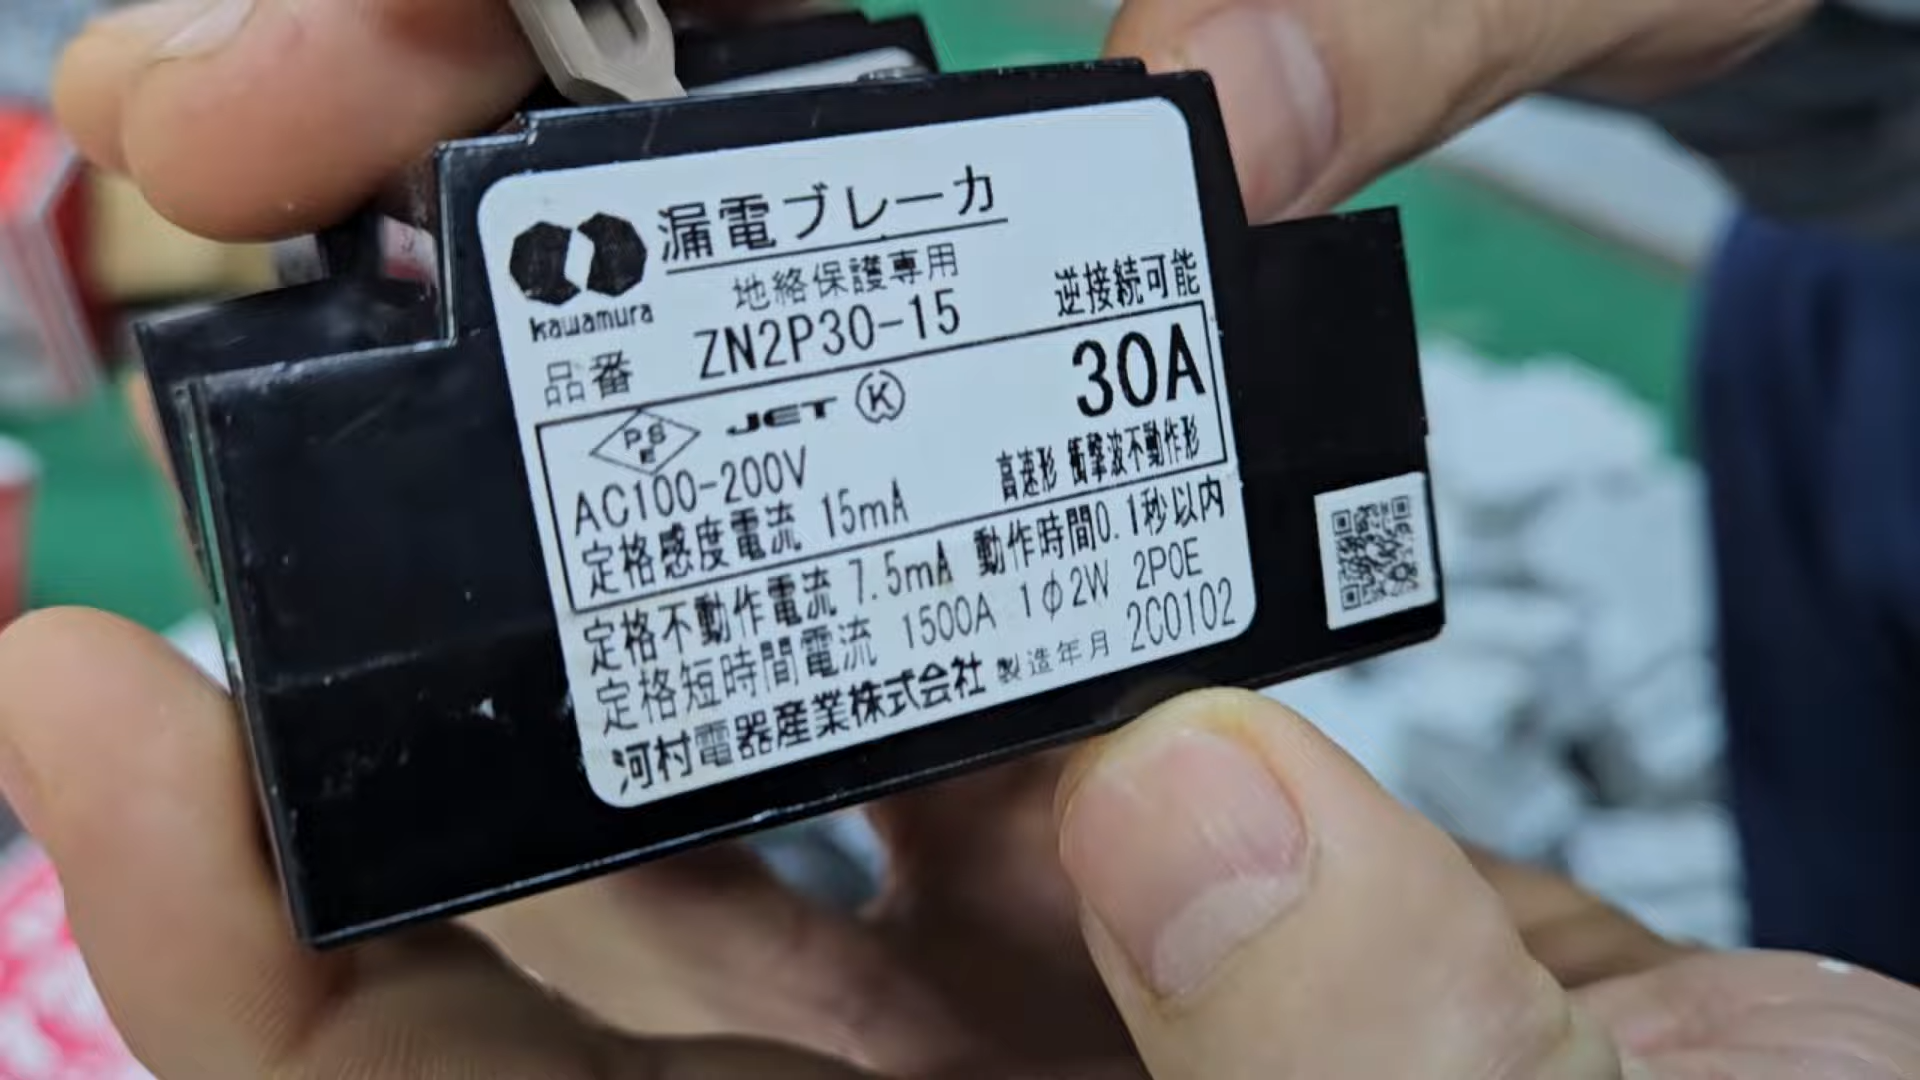 漏電ブレーカ
kawamura
地絡保護専用
逆接続可能
品番 ZN2P30-15
PSE JET K
30A
AC100-200V
高速形 衝撃波不動作形
定格感度電流 15mA
定格不動作電流 7.5mA 動作時間0.1秒以内
定格短時間電流 1500A 1φ2W 2P0E
河村電器産業株式会社 製造年月 2C0102